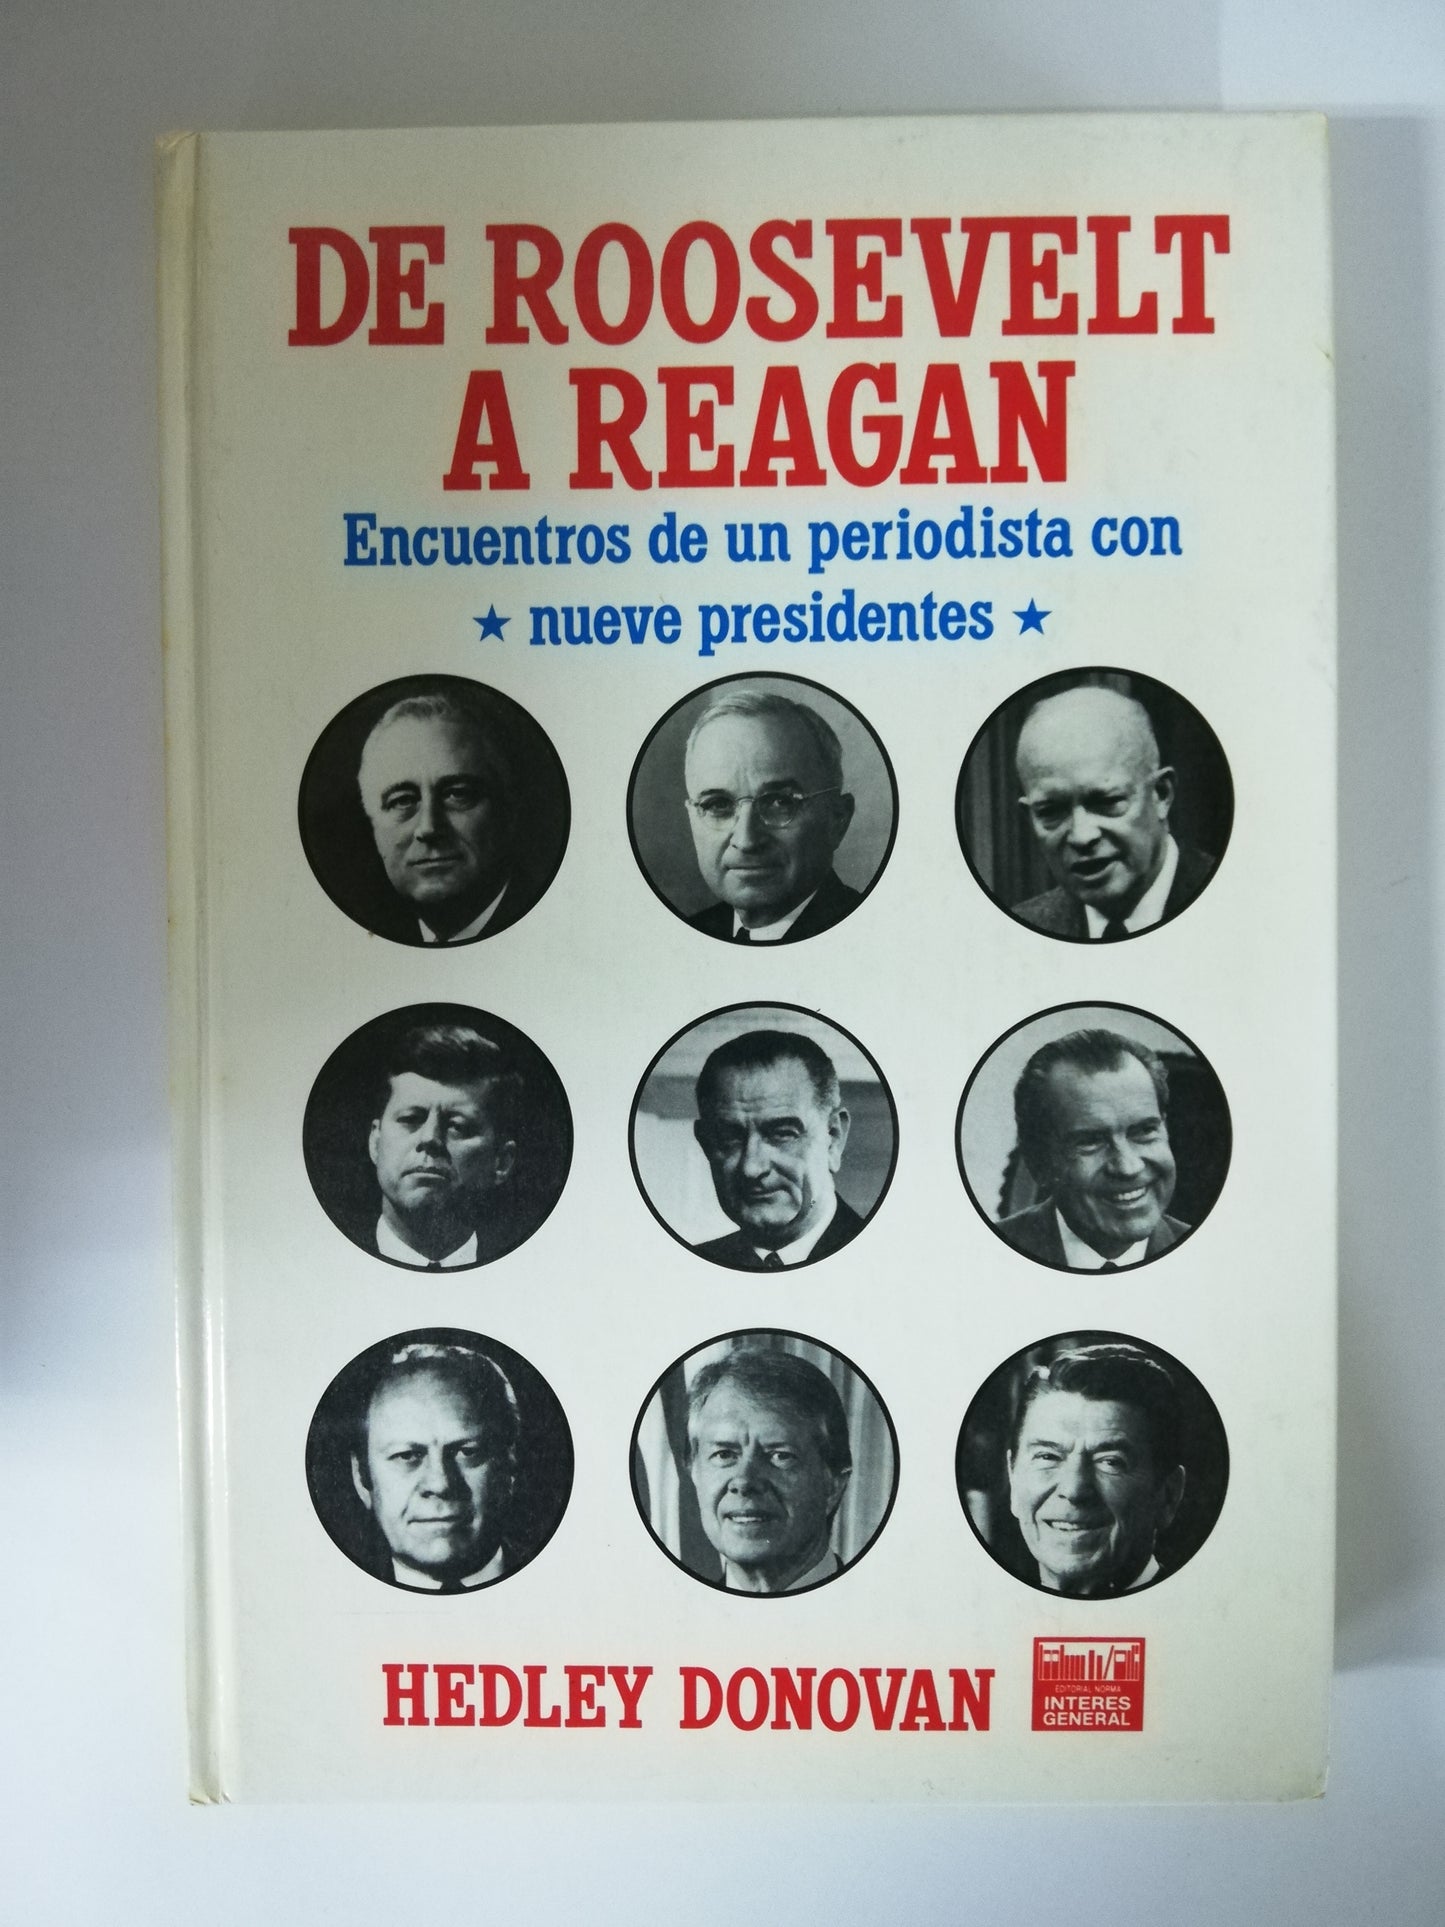 DE ROOSEVELT
A REAGAN
Encuentros de un periodista con
★ nueve presidentes ★
HEDLEY DONOVAN
EDITORIAL NORMA
INTERES
GENERAL